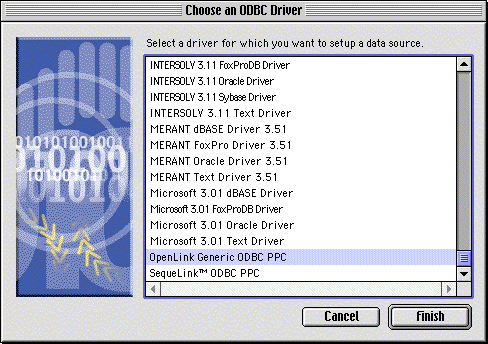 Choose an ODBC Driver
Select a driver for which you want to setup a data source.
INTERSOLV 3.11 FoxProDB Driver
INTERSOLV 3.11 Oracle Driver
INTERSOLV 3.11 Sybase Driver
INTERSOLV 3.11 Text Driver
MERANT dBASE Driver 3.51
MERANT FoxPro Driver 3.51
MERANT Oracle Driver 3.51
MERANT Text Driver 3.51
Microsoft 3.01 dBASE Driver
Microsoft 3.01 FoxProDB Driver
Microsoft 3.01 Oracle Driver
Microsoft 3.01 Text Driver
OpenLink Generic ODBC PPC
SequeLink™ ODBC PPC
Cancel
Finish